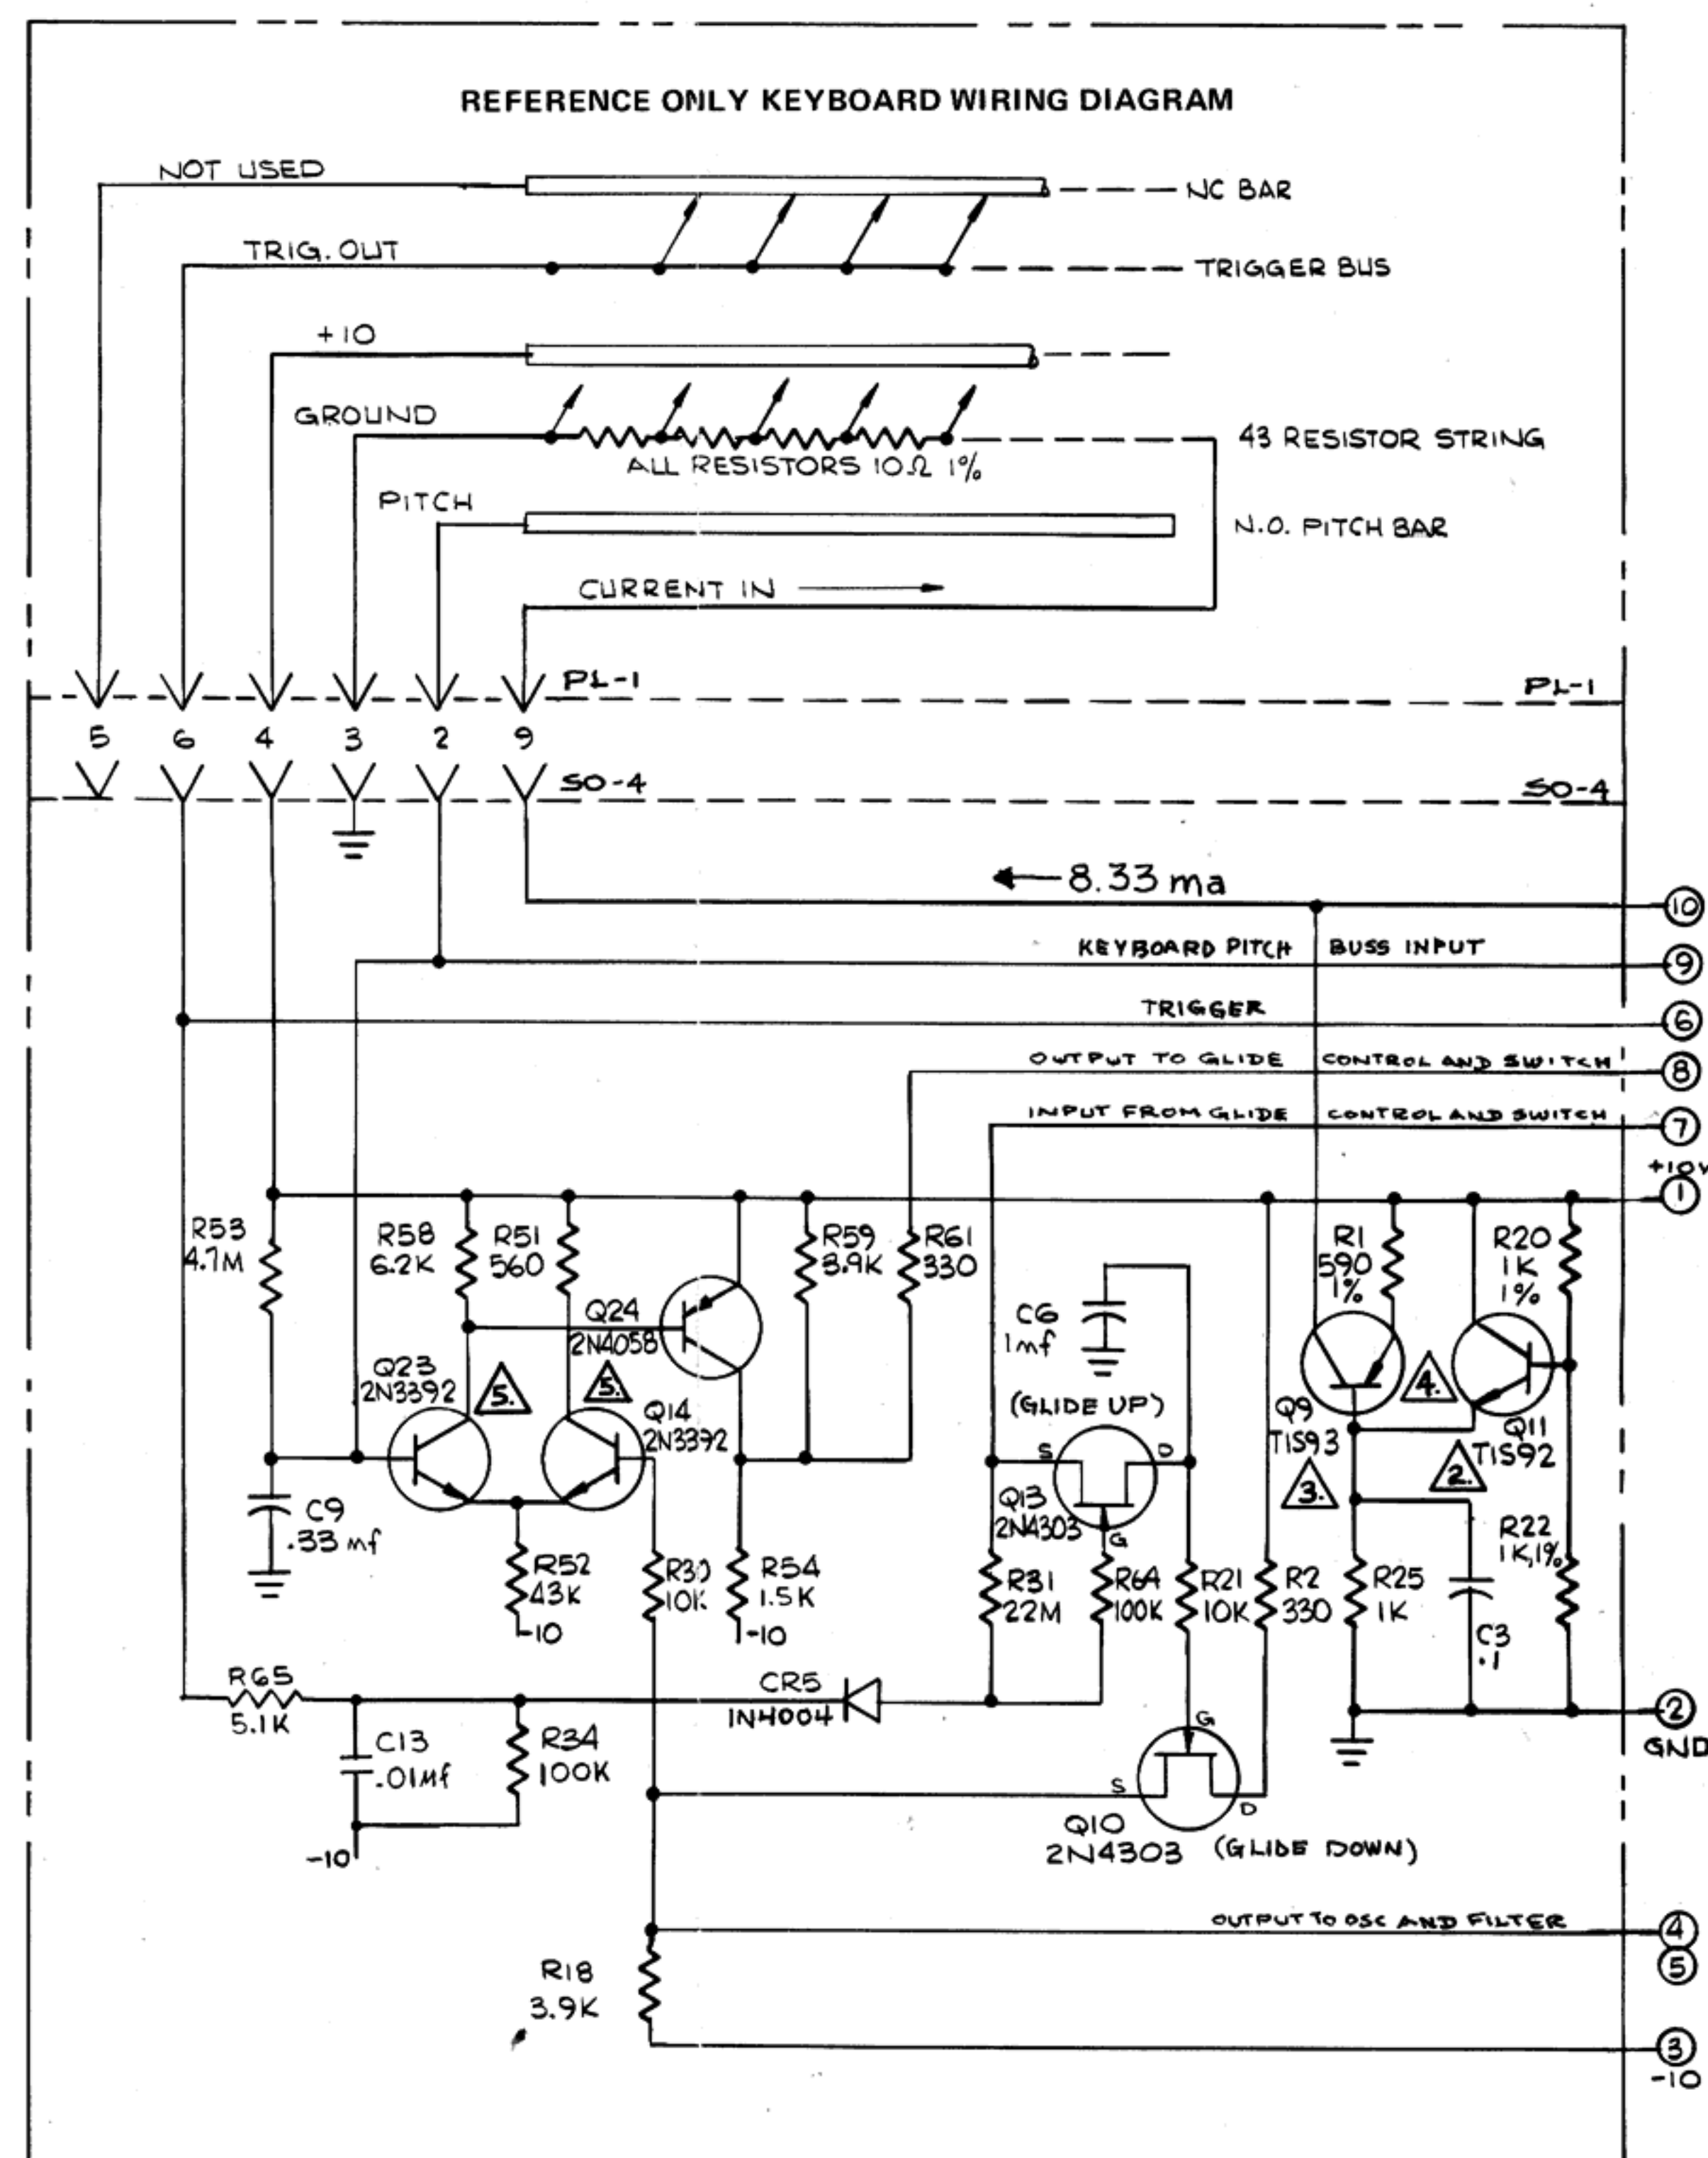 REFERENCE ONLY KEYBOARD WIRING DIAGRAM
NOT USED
NC BAR
TRIG. OUT
TRIGGER BUS
+10
GROUND
43 RESISTOR STRING
ALL RESISTORS 10Ω 1%
PITCH
N.O. PITCH BAR
CURRENT IN
PL-1
PL-1
5 6 4 3 2 9
SO-4
SO-4
8.33 ma
10
KEYBOARD PITCH BUSS INPUT
9
TRIGGER
6
OUTPUT TO GLIDE CONTROL AND SWITCH
8
INPUT FROM GLIDE CONTROL AND SWITCH
7
+10V
1
R53
4.7M
R58
6.2K
R51
560
R59
3.9K
R61
330
R1
590
1%
R20
1K
1%
Q24
2N4058
C6
1mf
Q23
2N3392
5.
5.
Q14
2N3392
(GLIDE UP)
4.
Q9
TIS93
3.
Q11
TIS92
2.
S
D
G
Q13
2N4303
C9
.33 mf
R52
43K
-10
R30
10K
R54
1.5K
-10
R31
22M
R64
100K
R21
10K
R2
330
R25
1K
C3
.1
R22
1K,1%
R65
5.1K
CR5
1N4004
2
GND
C13
.01Mf
R34
100K
-10
G
S
D
Q10
2N4303
(GLIDE DOWN)
OUTPUT TO OSC AND FILTER
4
5
R18
3.9K
3
-10